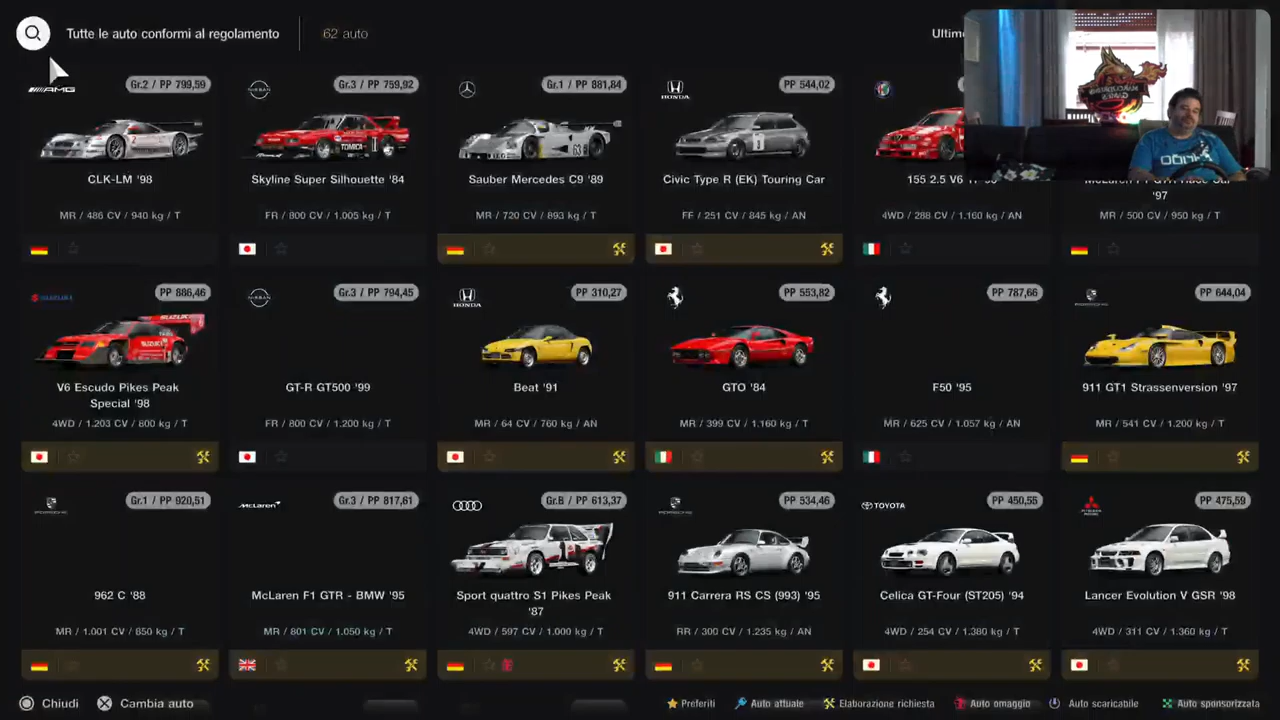 Tutte le auto conformi al regolamento
62 auto
Ultime
AMG
Gr.2 / PP 799,59
CLK-LM '98
MR / 486 CV / 940 kg / T
Gr.3 / PP 759,92
Skyline Super Silhouette '84
FR / 800 CV / 1.005 kg / T
Gr.1 / PP 881,84
Sauber Mercedes C9 '89
MR / 720 CV / 893 kg / T
HONDA
PP 544,02
Civic Type R (EK) Touring Car
FF / 251 CV / 845 kg / AN
155 2.5 V6
4WD / 288 CV / 1.160 kg / AN
'97
MR / 500 CV / 950 kg / T
SUZUKI
PP 886,46
V6 Escudo Pikes Peak
Special '98
4WD / 1.203 CV / 800 kg / T
NISSAN
Gr.3 / PP 794,45
GT-R GT500 '99
FR / 800 CV / 1.200 kg / T
HONDA
PP 310,27
Beat '91
MR / 64 CV / 760 kg / AN
PP 553,82
GTO '84
MR / 399 CV / 1.160 kg / T
PP 787,66
F50 '95
MR / 625 CV / 1.057 kg / AN
PP 644,04
911 GT1 Strassenversion '97
MR / 541 CV / 1.200 kg / T
Gr.1 / PP 920,51
962 C '88
MR / 1.001 CV / 850 kg / T
McLaren
Gr.3 / PP 817,61
McLaren F1 GTR - BMW '95
MR / 801 CV / 1.050 kg / T
Gr.B / PP 613,37
Sport quattro S1 Pikes Peak
'87
4WD / 597 CV / 1.000 kg / T
PP 534,46
911 Carrera RS CS (993) '95
RR / 300 CV / 1.235 kg / AN
TOYOTA
PP 450,55
Celica GT-Four (ST205) '94
4WD / 254 CV / 1.380 kg / T
PP 475,59
Lancer Evolution V GSR '98
4WD / 311 CV / 1.360 kg / T
Chiudi
Cambia auto
Preferiti
Auto attuale
Elaborazione richiesta
Auto omaggio
Auto scaricabile
Auto sponsorizzata